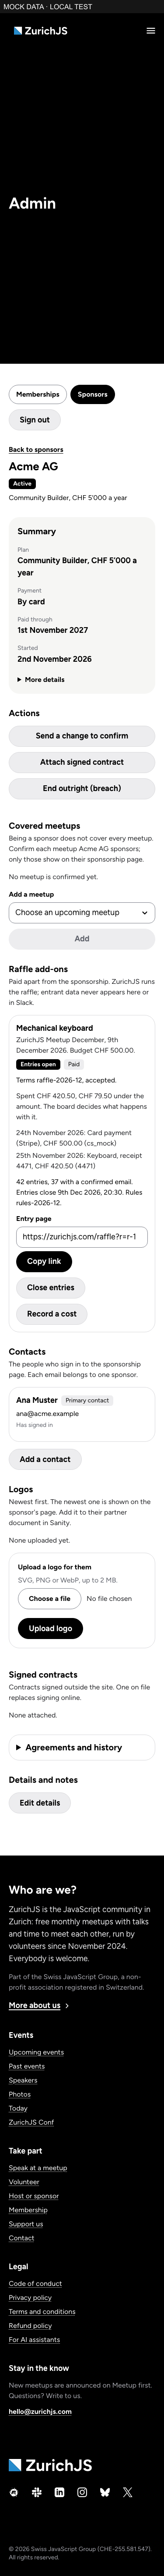 MOCK DATA · LOCAL TEST
ZurichJS
Admin
Memberships
Sponsors
Sign out
Back to sponsors
Acme AG
Active
Community Builder, CHF 5'000 a year
Summary
Plan
Community Builder, CHF 5'000 a
year
Payment
By card
Paid through
1st November 2027
Started
2nd November 2026
More details
Actions
Send a change to confirm
Attach signed contract
End outright (breach)
Covered meetups
Being a sponsor does not cover every meetup.
Confirm each meetup Acme AG sponsors;
only those show on their sponsorship page.
No meetup is confirmed yet.
Add a meetup
Choose an upcoming meetup
Add
Raffle add-ons
Paid apart from the sponsorship. ZurichJS runs
the raffle; entrant data never appears here or
in Slack.
Mechanical keyboard
ZurichJS Meetup December, 9th
December 2026. Budget CHF 500.00.
Entries open
Paid
Terms raffle-2026-12, accepted.
Spent CHF 420.50, CHF 79.50 under the
amount. The board decides what happens
with it.
24th November 2026: Card payment
(Stripe), CHF 500.00 (cs_mock)
25th November 2026: Keyboard, receipt
4471, CHF 420.50 (4471)
42 entries, 37 with a confirmed email.
Entries close 9th Dec 2026, 20:30. Rules
rules-2026-12.
Entry page
https://zurichjs.com/raffle?r=r-1
Copy link
Close entries
Record a cost
Contacts
The people who sign in to the sponsorship
page. Each email belongs to one sponsor.
Ana Muster
Primary contact
ana@acme.example
Has signed in
Add a contact
Logos
Newest first. The newest one is shown on the
sponsor's page. Add it to their partner
document in Sanity.
None uploaded yet.
Upload a logo for them
SVG, PNG or WebP, up to 2 MB.
Choose a file
No file chosen
Upload logo
Signed contracts
Contracts signed outside the site. One on file
replaces signing online.
None attached.
Agreements and history
Details and notes
Edit details
Who are we?
ZurichJS is the JavaScript community in
Zurich: free monthly meetups with talks
and time to meet each other, run by
volunteers since November 2024.
Everybody is welcome.
Part of the Swiss JavaScript Group, a non-
profit association registered in Switzerland.
More about us
Events
Upcoming events
Past events
Speakers
Photos
Today
ZurichJS Conf
Take part
Speak at a meetup
Volunteer
Host or sponsor
Membership
Support us
Contact
Legal
Code of conduct
Privacy policy
Terms and conditions
Refund policy
For AI assistants
Stay in the know
New meetups are announced on Meetup first.
Questions? Write to us.
hello@zurichjs.com
ZurichJS
© 2026 Swiss JavaScript Group (CHE-255.581.547).
All rights reserved.